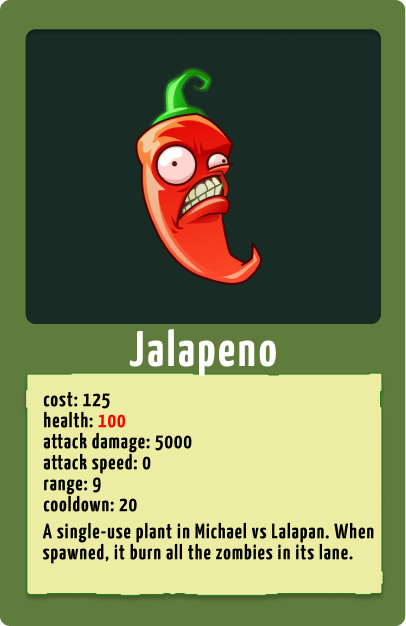 Jalapeno
cost: 125
health: 100
attack damage: 5000
attack speed: 0
range: 9
cooldown: 20
A single-use plant in Michael vs Lalapan. When
spawned, it burn all the zombies in its lane.